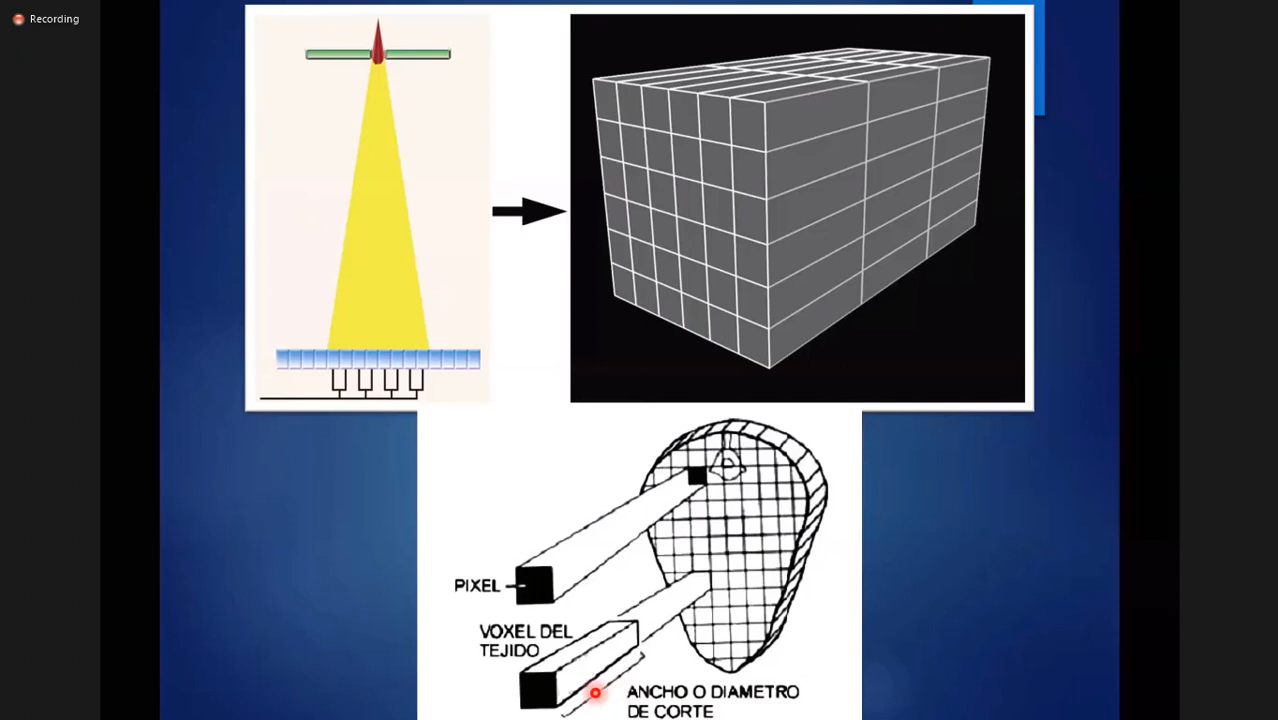 Recording
PIXEL
VOXEL DEL
TEJIDO
ANCHO O DIAMETRO
DE CORTE